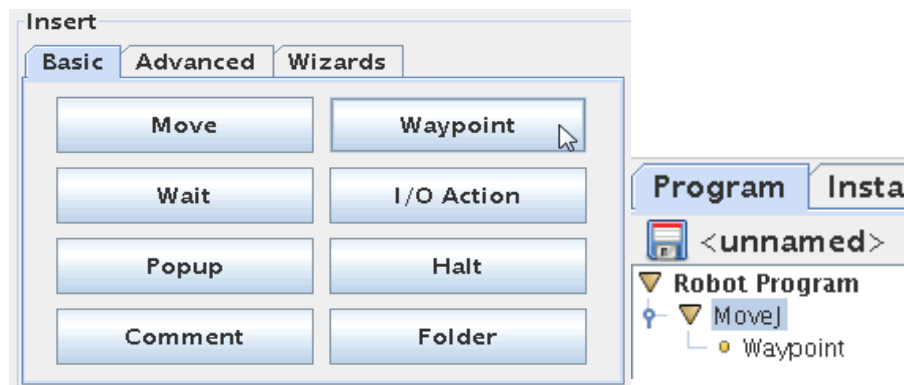 Insert
Basic Advanced Wizards
Move Waypoint
Wait I/O Action
Popup Halt
Comment Folder
Program Insta
<unnamed>
Robot Program
MoveJ
Waypoint